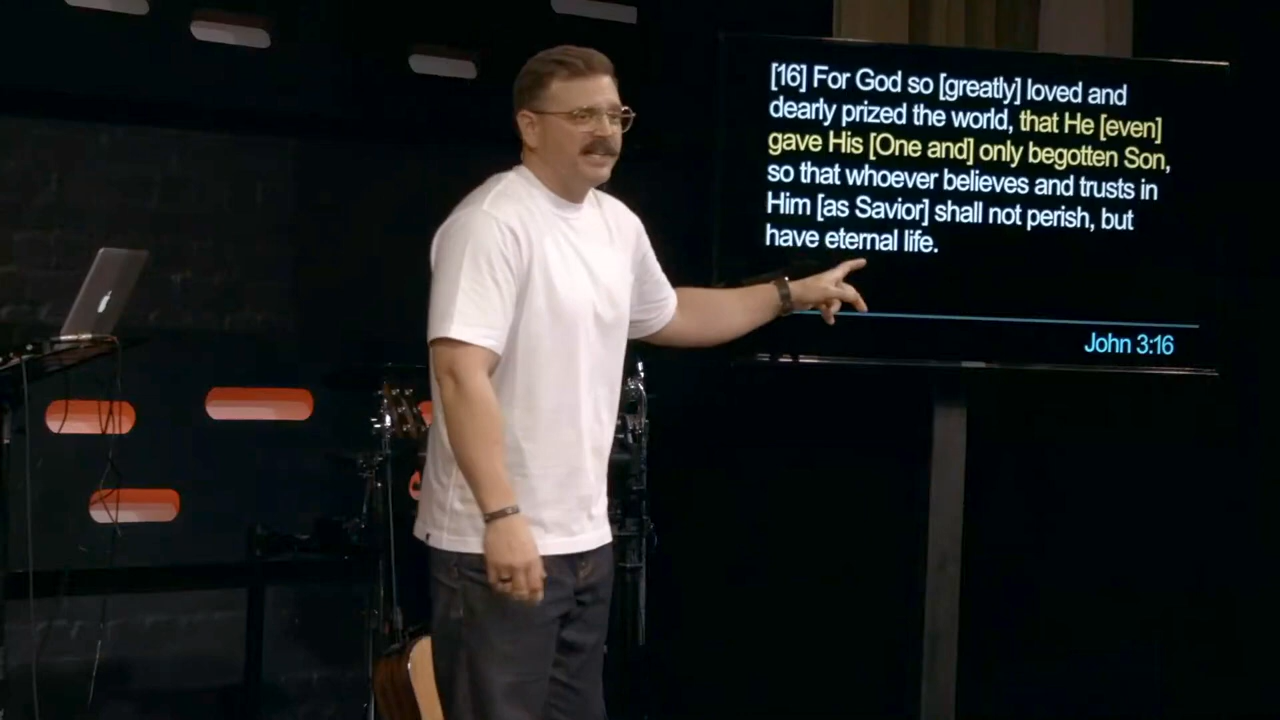 [16] For God so [greatly] loved and
dearly prized the world, that He [even]
gave His [One and] only begotten Son,
so that whoever believes and trusts in
Him [as Savior] shall not perish, but
have eternal life.
John 3:16